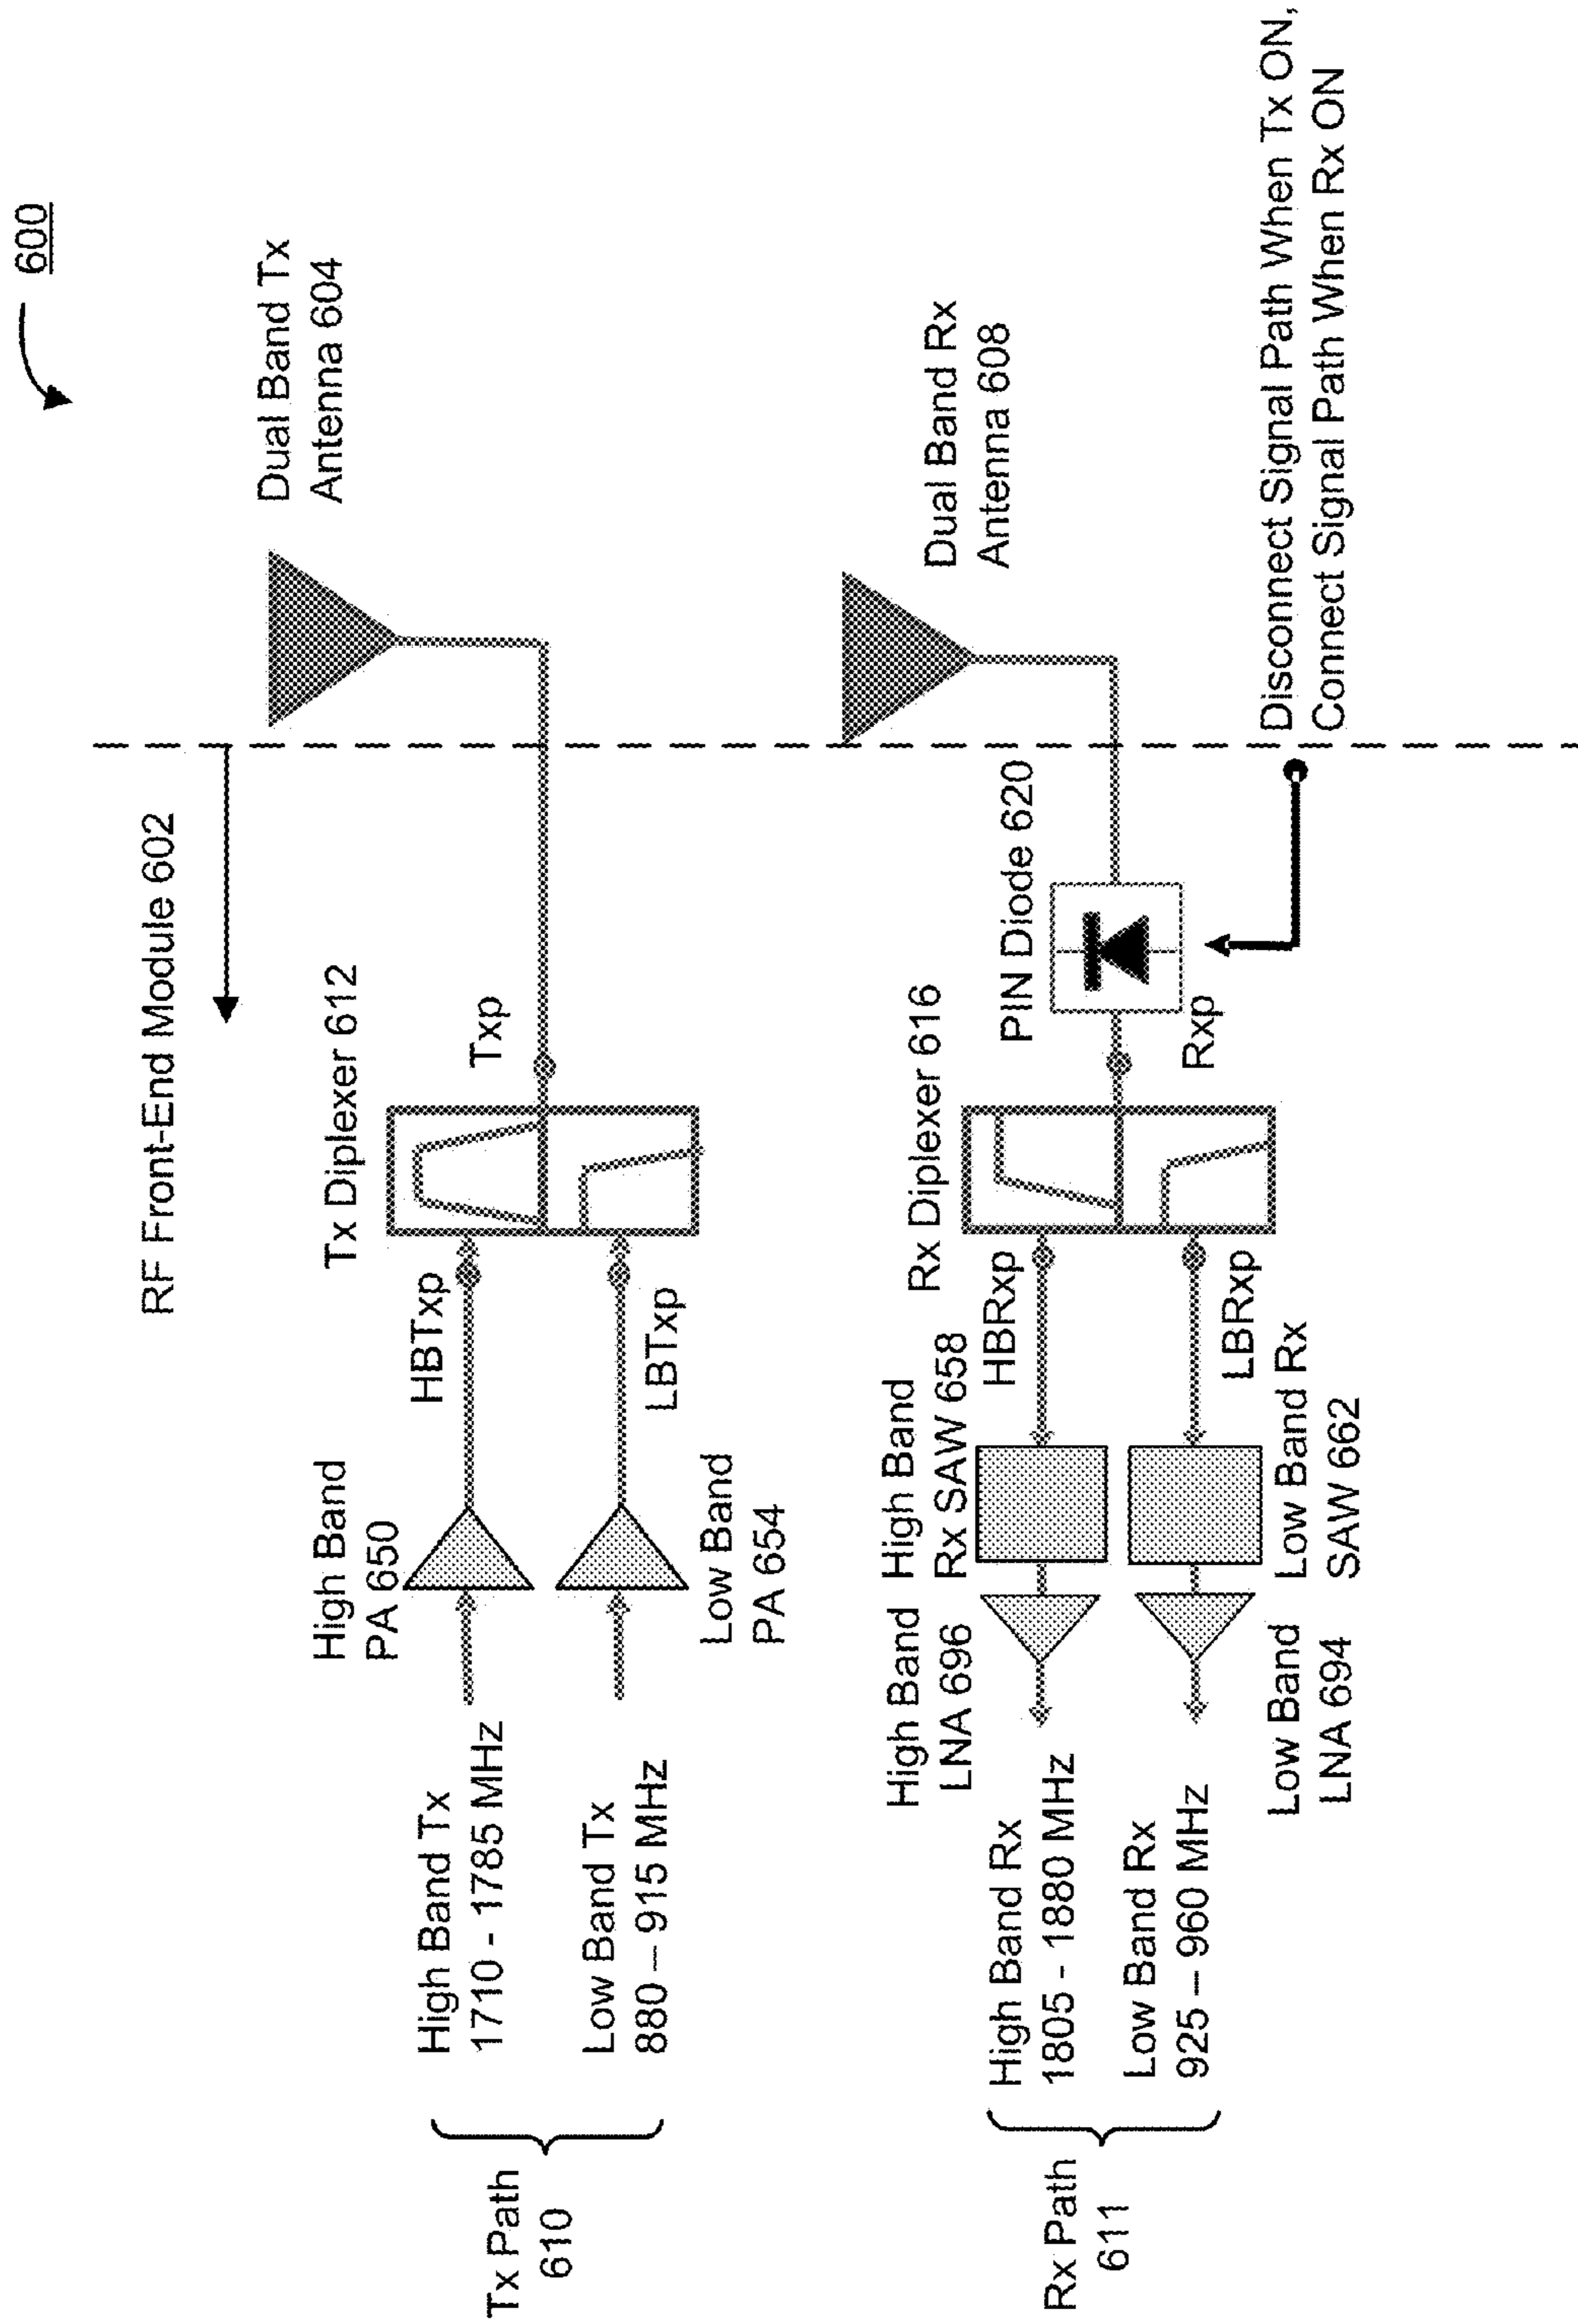 600
RF Front-End Module 602
Dual Band Tx
Antenna 604
Tx Path
610
High Band Tx
1710 - 1785 MHz
Low Band Tx
880 – 915 MHz
High Band
PA 650
Low Band
PA 654
HBTxp
LBTxp
Tx Diplexer 612
Txp
Dual Band Rx
Antenna 608
Rx Path
611
High Band Rx
1805 - 1880 MHz
Low Band Rx
925 – 960 MHz
High Band
LNA 696
Low Band
LNA 694
High Band
Rx SAW 658
Low Band Rx
SAW 662
HBRxp
LBRxp
Rx Diplexer 616
PIN Diode 620
Rxp
Disconnect Signal Path When Tx ON,
Connect Signal Path When Rx ON